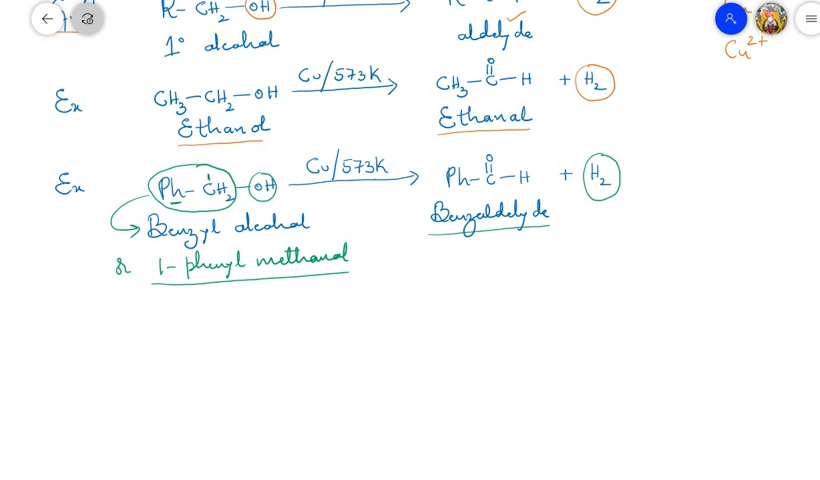 R- CH2 - OH
1° alcohol
aldehyde
Cu2+
Ex
CH3 - CH2 - OH Cu/573K CH3 - C - H + H2
O
Ethanol
Ethanal
Ex
Ph - CH2 - OH Cu/573K Ph - C - H + H2
O
Benzyl alcohol
Benzaldehyde
or 1- phenyl methanol